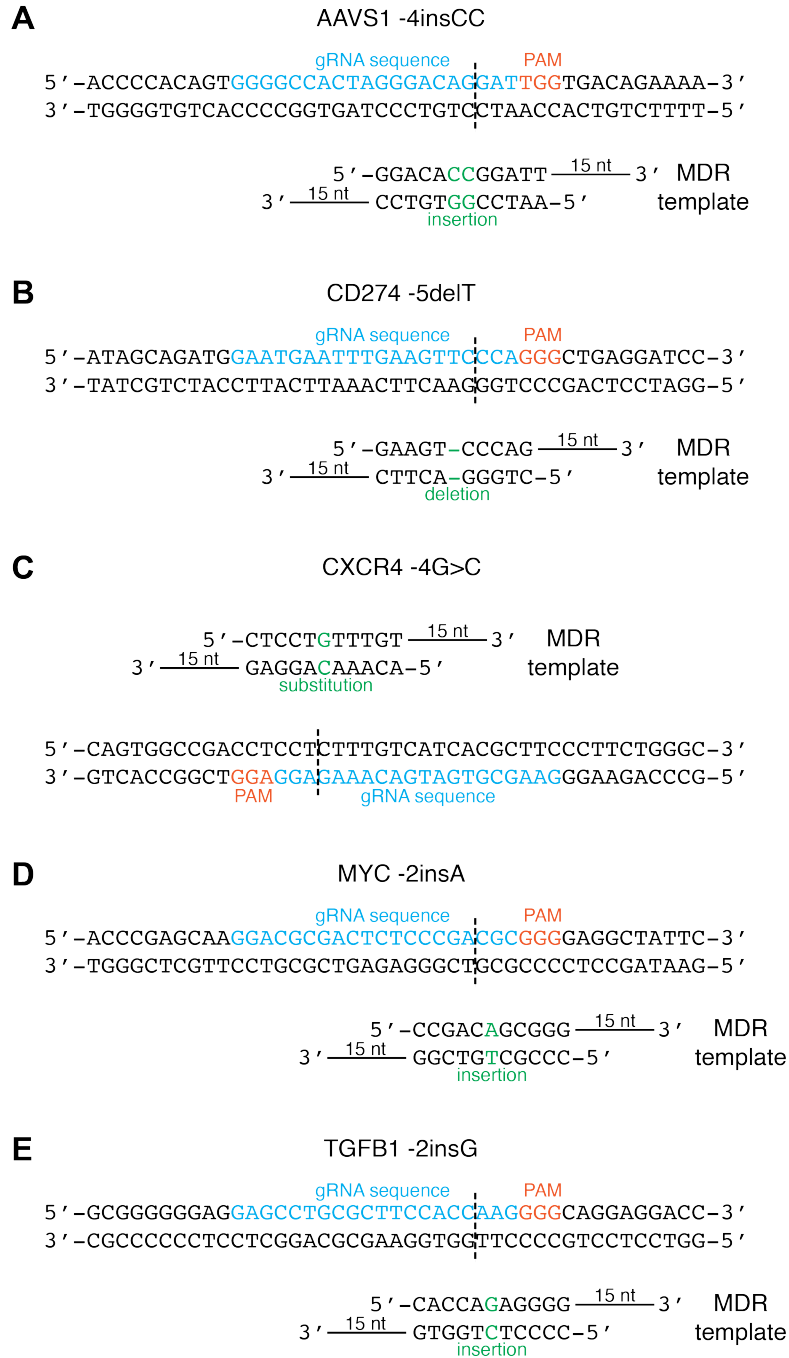 A
AAVS1 -4insCC
gRNA sequence PAM
5′-ACCCCACAGTGGGGCCACTAGGGACAGGATTGGTGACAGAAAA-3′
3′-TGGGGTGTCACCCCGGTGATCCCTGTCCTAACCACTGTCTTTT-5′
5′-GGACACCGGATT 15 nt 3′ MDR
3′ 15 nt CCTGTGGCCTAA-5′ template
insertion
B
CD274 -5delT
gRNA sequence PAM
5′-ATAGCAGATGGAATGAATTTGAAGTTCCCAGGGCTGAGGATCC-3′
3′-TATCGTCTACCTTACTTAAACTTCAAGGGTCCCGACTCCTAGG-5′
5′-GAAGT-CCCAG 15 nt 3′ MDR
3′ 15 nt CTTCA-GGGTC-5′ template
deletion
C
CXCR4 -4G>C
5′-CTCCTGTTTGT 15 nt 3′ MDR
3′ 15 nt GAGGACAAACA-5′ template
substitution
5′-CAGTGGCCGACCTCCTCTTTGTCATCACGCTTCCCTTCTGGGC-3′
3′-GTCACCGGCTGGAGGAGAAACAGTAGTGCGAAGGGAAGACCCG-5′
PAM gRNA sequence
D
MYC -2insA
gRNA sequence PAM
5′-ACCCGAGCAAGGACGCGACTCTCCCGACGCGGGGAGGCTATTC-3′
3′-TGGGCTCGTTCCTGCGCTGAGAGGGCTGCGCCCCTCCGATAAG-5′
5′-CCGACAGCGGG 15 nt 3′ MDR
3′ 15 nt GGCTGTCGCCC-5′ template
insertion
E
TGFB1 -2insG
gRNA sequence PAM
5′-GCGGGGGGAGGAGCCTGCGCTTCCACCAAGGGGCAGGAGGACC-3′
3′-CGCCCCCCTCCTCGGACGCGAAGGTGGTTCCCCGTCCTCCTGG-5′
5′-CACCAGAGGGG 15 nt 3′ MDR
3′ 15 nt GTGGTCTCCCC-5′ template
insertion